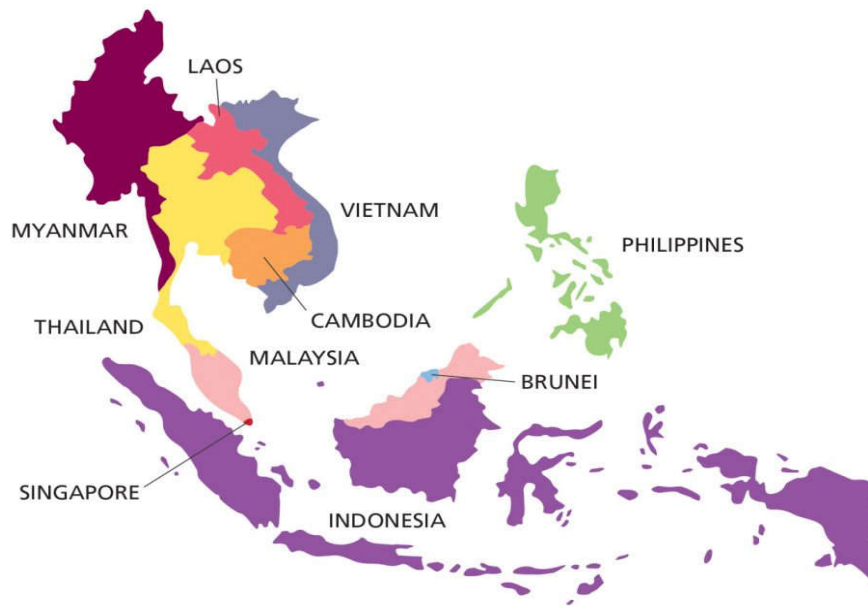 LAOS
VIETNAM
MYANMAR
PHILIPPINES
CAMBODIA
THAILAND
MALAYSIA
BRUNEI
SINGAPORE
INDONESIA